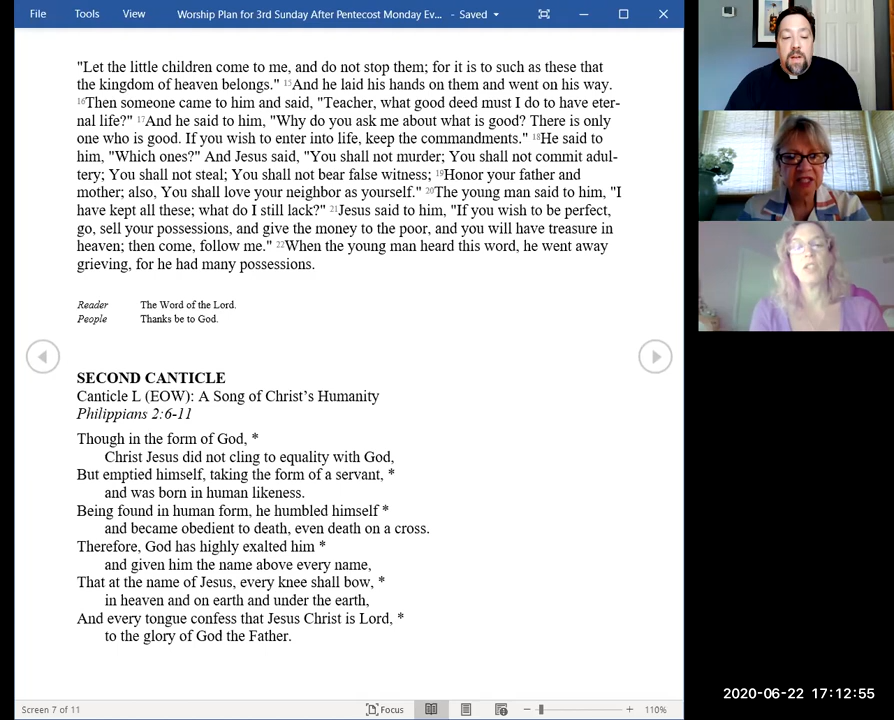 File Tools View Worship Plan for 3rd Sunday After Pentecost Monday Ev... - Saved
"Let the little children come to me, and do not stop them; for it is to such as these that
the kingdom of heaven belongs." 15And he laid his hands on them and went on his way.
16Then someone came to him and said, "Teacher, what good deed must I do to have eter-
nal life?" 17And he said to him, "Why do you ask me about what is good? There is only
one who is good. If you wish to enter into life, keep the commandments." 18He said to
him, "Which ones?" And Jesus said, "You shall not murder; You shall not commit adul-
tery; You shall not steal; You shall not bear false witness; 19Honor your father and
mother; also, You shall love your neighbor as yourself." 20The young man said to him, "I
have kept all these; what do I still lack?" 21Jesus said to him, "If you wish to be perfect,
go, sell your possessions, and give the money to the poor, and you will have treasure in
heaven; then come, follow me." 22When the young man heard this word, he went away
grieving, for he had many possessions.
Reader The Word of the Lord.
People Thanks be to God.
SECOND CANTICLE
Canticle L (EOW): A Song of Christ's Humanity
Philippians 2:6-11
Though in the form of God, *
Christ Jesus did not cling to equality with God,
But emptied himself, taking the form of a servant, *
and was born in human likeness.
Being found in human form, he humbled himself *
and became obedient to death, even death on a cross.
Therefore, God has highly exalted him *
and given him the name above every name,
That at the name of Jesus, every knee shall bow, *
in heaven and on earth and under the earth,
And every tongue confess that Jesus Christ is Lord, *
to the glory of God the Father.
2020-06-22 17:12:55
Screen 7 of 11 Focus 110%